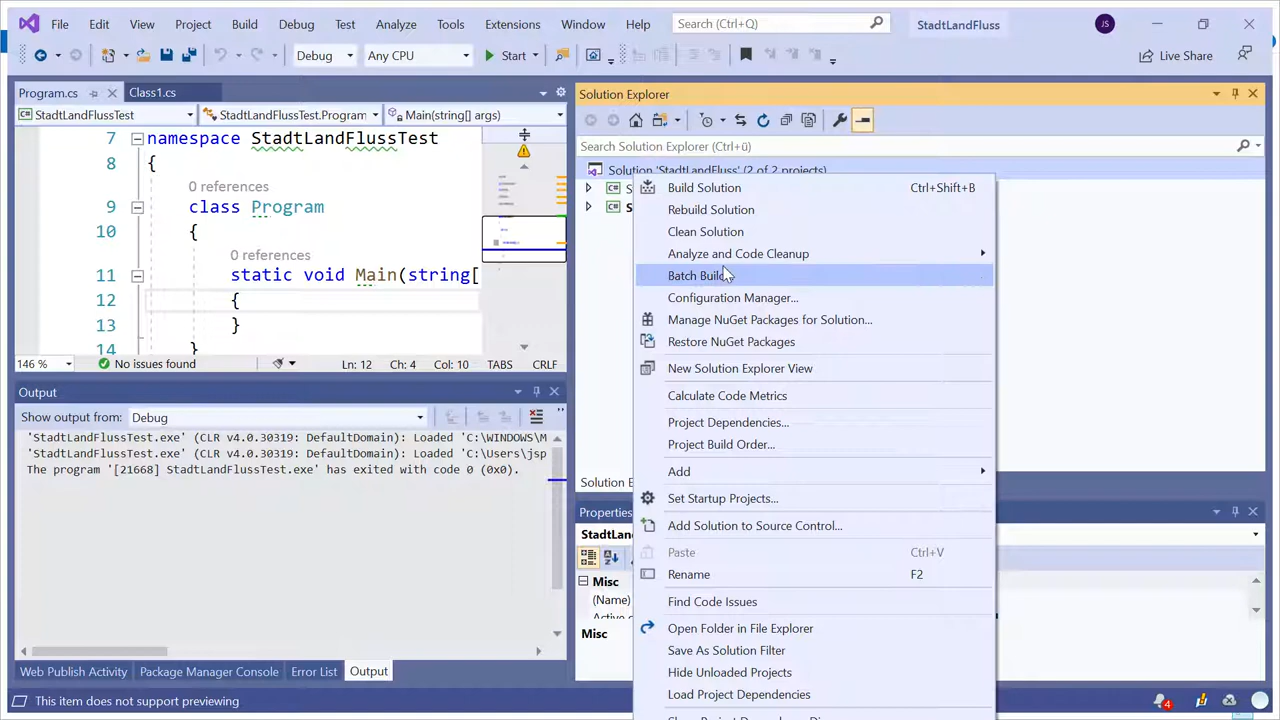 File Edit View Project Build Debug Test Analyze Tools Extensions Window Help Search (Ctrl+Q) StadtLandFluss JS
Debug Any CPU Start Live Share
Program.cs Class1.cs
StadtLandFlussTest StadtLandFlussTest.Program Main(string[] args)
7 namespace StadtLandFlussTest
8 {
0 references
9 class Program
10 {
0 references
11 static void Main(string[
12 {
13 }
14 }
146 % No issues found Ln: 12 Ch: 4 Col: 10 TABS CRLF
Output
Show output from: Debug
'StadtLandFlussTest.exe' (CLR v4.0.30319: DefaultDomain): Loaded 'C:\WINDOWS\M
'StadtLandFlussTest.exe' (CLR v4.0.30319: DefaultDomain): Loaded 'C:\Users\jsp
The program '[21668] StadtLandFlussTest.exe' has exited with code 0 (0x0).
Web Publish Activity Package Manager Console Error List Output
This item does not support previewing
Solution Explorer
Search Solution Explorer (Ctrl+ü)
Solution 'StadtLandFluss' (2 of 2 projects)
S
S
Build Solution Ctrl+Shift+B
Rebuild Solution
Clean Solution
Analyze and Code Cleanup
Batch Build
Configuration Manager...
Manage NuGet Packages for Solution...
Restore NuGet Packages
New Solution Explorer View
Calculate Code Metrics
Project Dependencies...
Project Build Order...
Add
Set Startup Projects...
Add Solution to Source Control...
Paste Ctrl+V
Rename F2
Find Code Issues
Open Folder in File Explorer
Save As Solution Filter
Hide Unloaded Projects
Load Project Dependencies
Solution E
Properties
StadtLan
Misc
(Name)
Misc
4